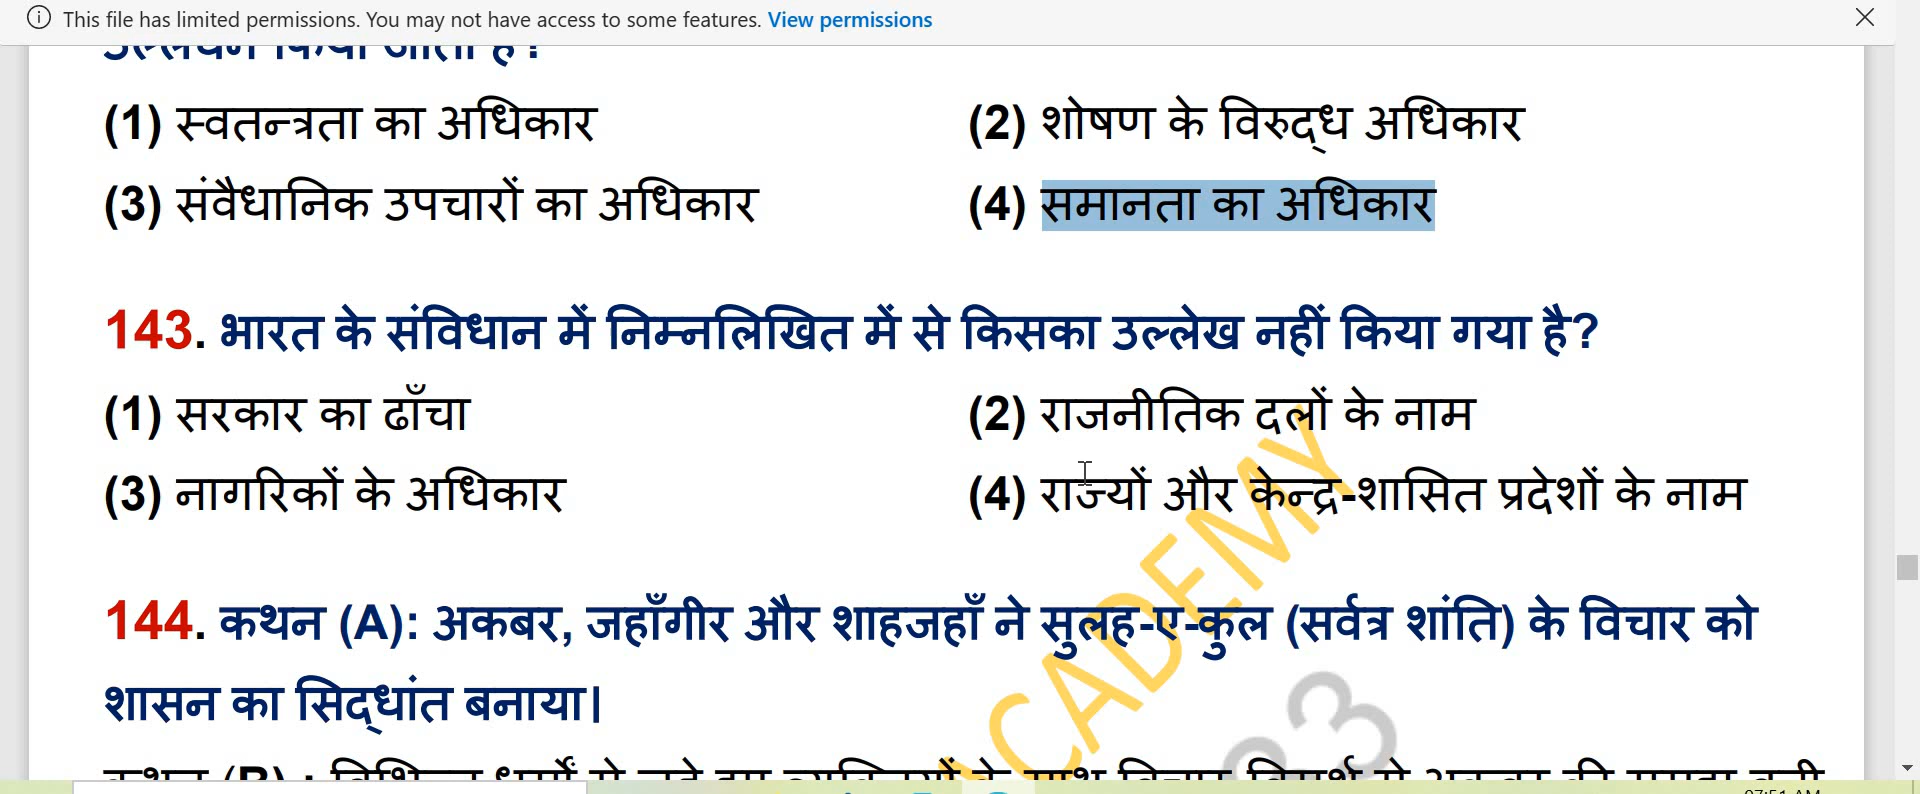 This file has limited permissions. You may not have access to some features. View permissions
उल्लंघन किया जाता है?
(1) स्वतन्त्रता का अधिकार (2) शोषण के विरुद्ध अधिकार
(3) संवैधानिक उपचारों का अधिकार (4) समानता का अधिकार
143. भारत के संविधान में निम्नलिखित में से किसका उल्लेख नहीं किया गया है?
(1) सरकार का ढाँचा (2) राजनीतिक दलों के नाम
(3) नागरिकों के अधिकार (4) राज्यों और केन्द्र-शासित प्रदेशों के नाम
144. कथन (A): अकबर, जहाँगीर और शाहजहाँ ने सुलह-ए-कुल (सर्वत्र शांति) के विचार को
शासन का सिद्धांत बनाया।
CADEMY